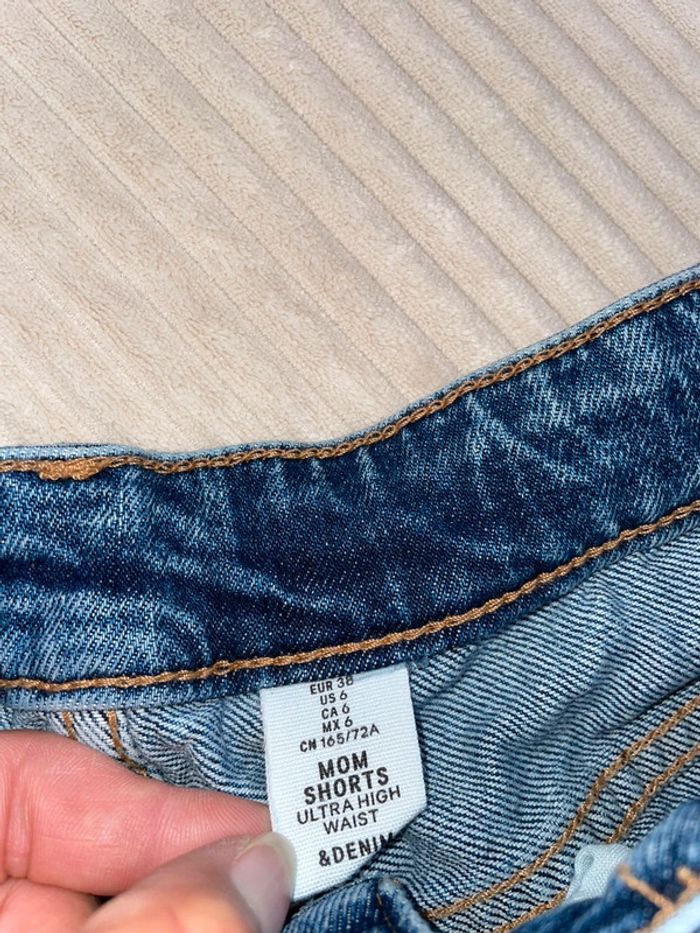 EUR 38
US 6
CA 6
MX 6
CN 165/72A
MOM
SHORTS
ULTRA HIGH
WAIST
&DENIM